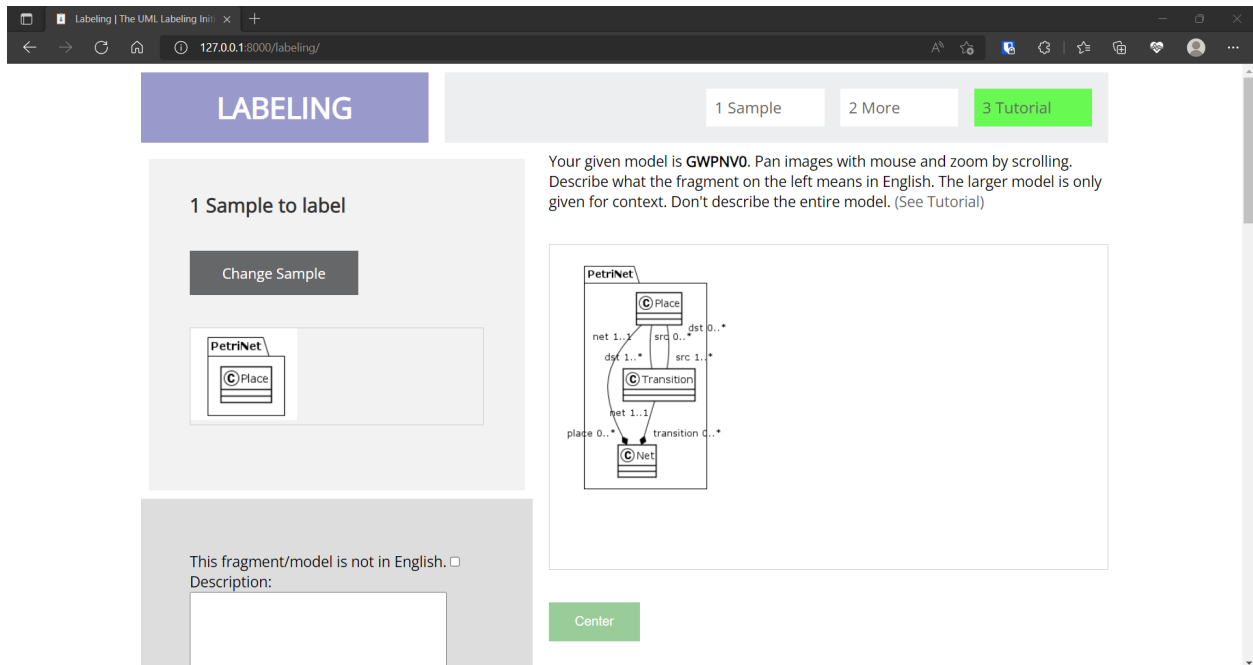 Labeling | The UML Labeling Initi
127.0.0.1:8000/labeling/
LABELING
1 Sample
2 More
3 Tutorial
1 Sample to label
Change Sample
PetriNet
C Place
This fragment/model is not in English.
Description:
Your given model is GWPNV0. Pan images with mouse and zoom by scrolling.
Describe what the fragment on the left means in English. The larger model is only
given for context. Don't describe the entire model. (See Tutorial)
PetriNet
C Place
dst 0..*
net 1..1 src 0..*
dst 1..* src 1..*
C Transition
net 1..1
place 0..* transition 0..*
C Net
Center